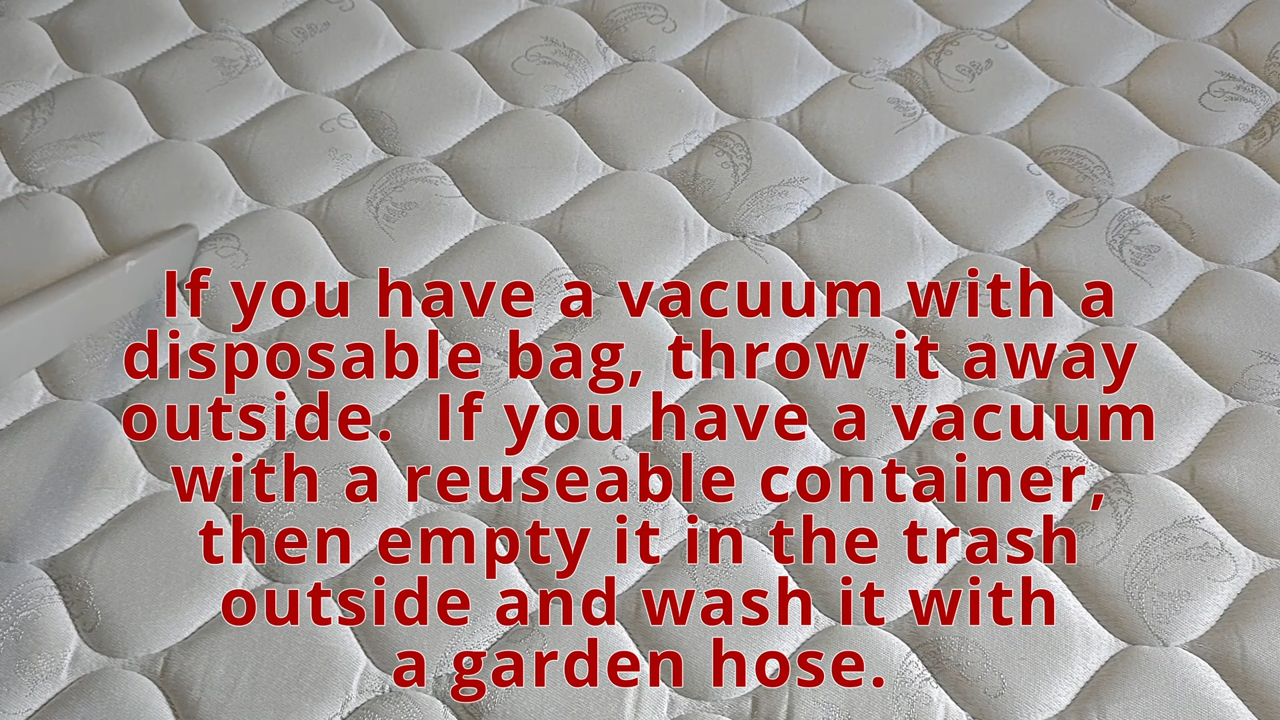 If you have a vacuum with a
disposable bag, throw it away
outside.  If you have a vacuum
with a reuseable container,
then empty it in the trash
outside and wash it with
a garden hose.